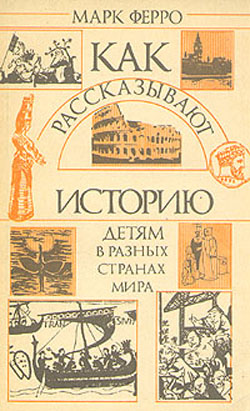 МАРК ФЕРРО
КАК
РАССКАЗЫВАЮТ
ИСТОРИЮ
ДЕТЯМ
В РАЗНЫХ
СТРАНАХ
МИРА